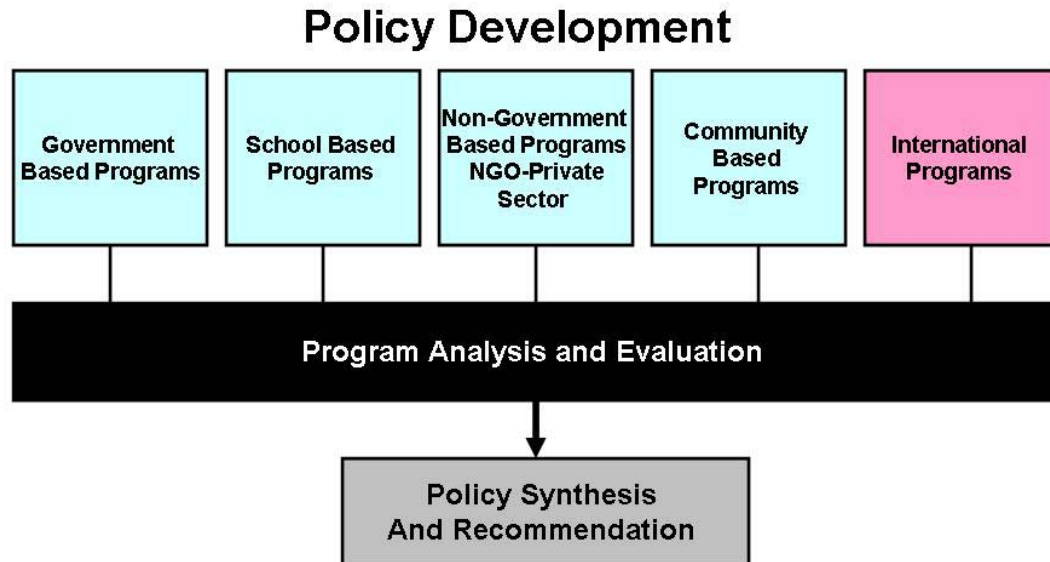 Policy Development
Government
Based Programs
School Based
Programs
Non-Government
Based Programs
NGO-Private
Sector
Community
Based
Programs
International
Programs
Program Analysis and Evaluation
Policy Synthesis
And Recommendation